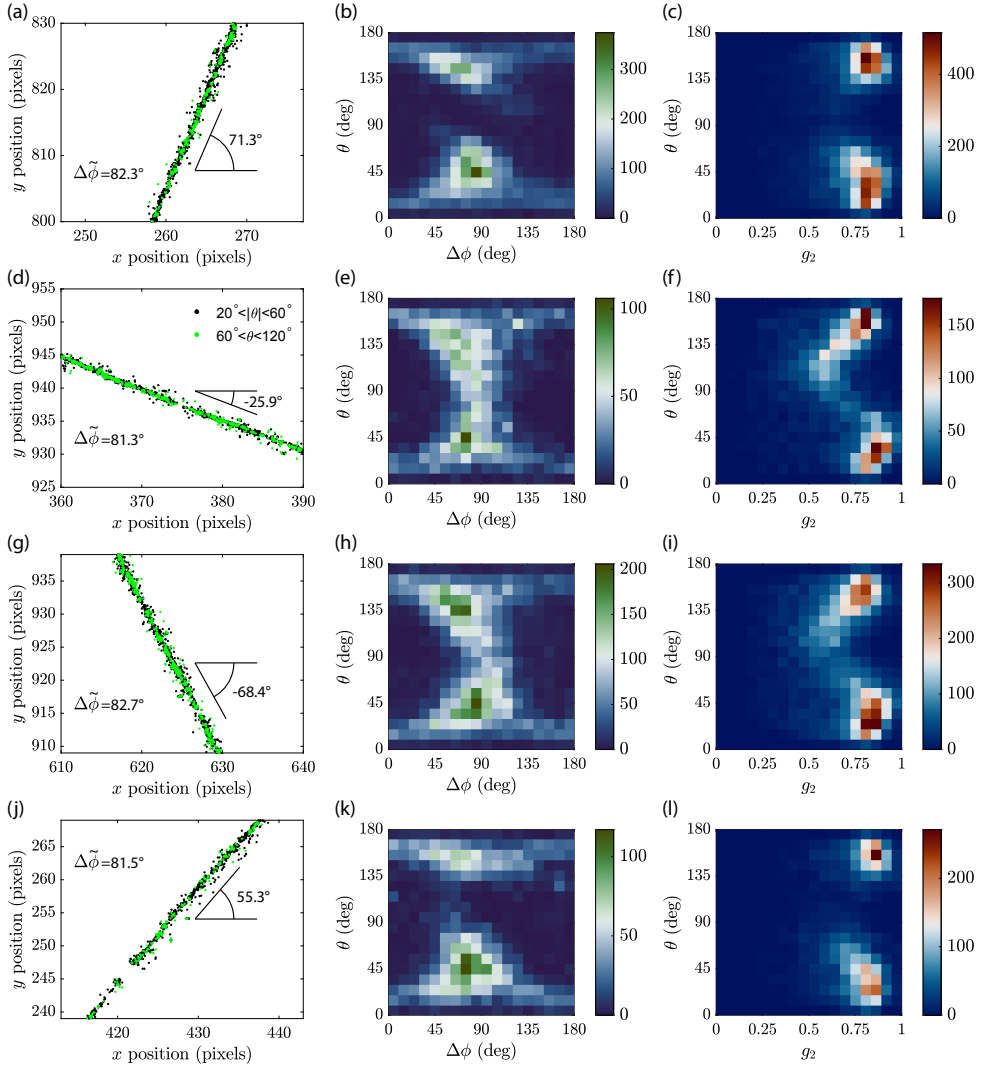 (a)
830
820
810
800
y position (pixels)
71.3°
Δϕ̃=82.3°
250 260 270
x position (pixels)
(b)
180
135
90
45
0
θ (deg)
0 45 90 135 180
Δϕ (deg)
300
200
100
0
(c)
180
135
90
45
0
θ (deg)
0 0.25 0.5 0.75 1
g₂
400
200
0
(d)
955
950
945
940
935
930
925
y position (pixels)
20°<|θ|<60°
60°<θ<120°
-25.9°
Δϕ̃=81.3°
360 370 380 390
x position (pixels)
(e)
180
135
90
45
0
θ (deg)
0 45 90 135 180
Δϕ (deg)
100
50
0
(f)
180
135
90
45
0
θ (deg)
0 0.25 0.5 0.75 1
g₂
150
100
50
0
(g)
935
930
925
920
915
910
y position (pixels)
-68.4°
Δϕ̃=82.7°
610 620 630 640
x position (pixels)
(h)
180
135
90
45
0
θ (deg)
0 45 90 135 180
Δϕ (deg)
200
150
100
50
0
(i)
180
135
90
45
0
θ (deg)
0 0.25 0.5 0.75 1
g₂
300
200
100
0
(j)
265
260
255
250
245
240
y position (pixels)
Δϕ̃=81.5°
55.3°
420 430 440
x position (pixels)
(k)
180
135
90
45
0
θ (deg)
0 45 90 135 180
Δϕ (deg)
100
50
0
(l)
180
135
90
45
0
θ (deg)
0 0.25 0.5 0.75 1
g₂
200
100
0